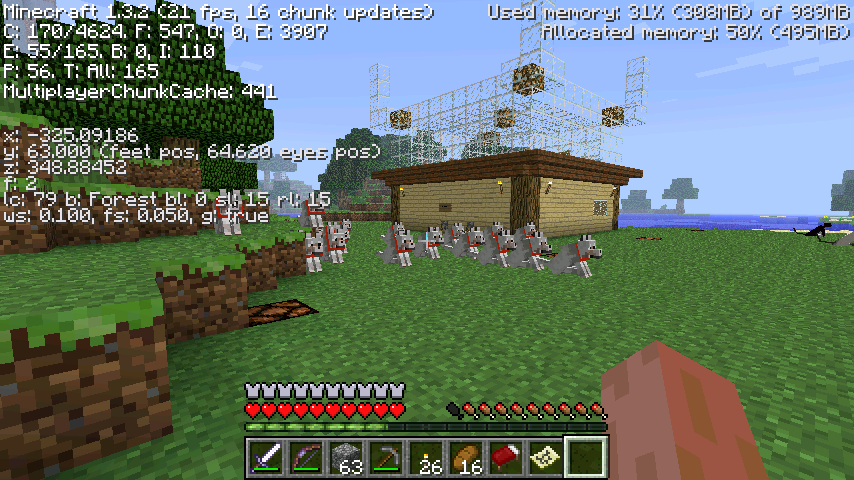 Minecraft 1.3.2 (21 fps, 16 chunk updates)
C: 170/4624, F: 547, O: 0, E: 3907
E: 55/165, B: 0, I: 110
P: 56, T: All: 165
MultiplayerChunkCache: 441
x: -325.09186
y: 63.000 (feet pos, 64.620 eyes pos)
z: 348.88452
f: 2
lc: 79 b: Forest bl: 0 sl: 15 rl: 15
ws: 0.100, fs: 0.050, g: true
Used memory: 31% (308MB) of 989MB
Allocated memory: 50% (495MB)
63
26
16